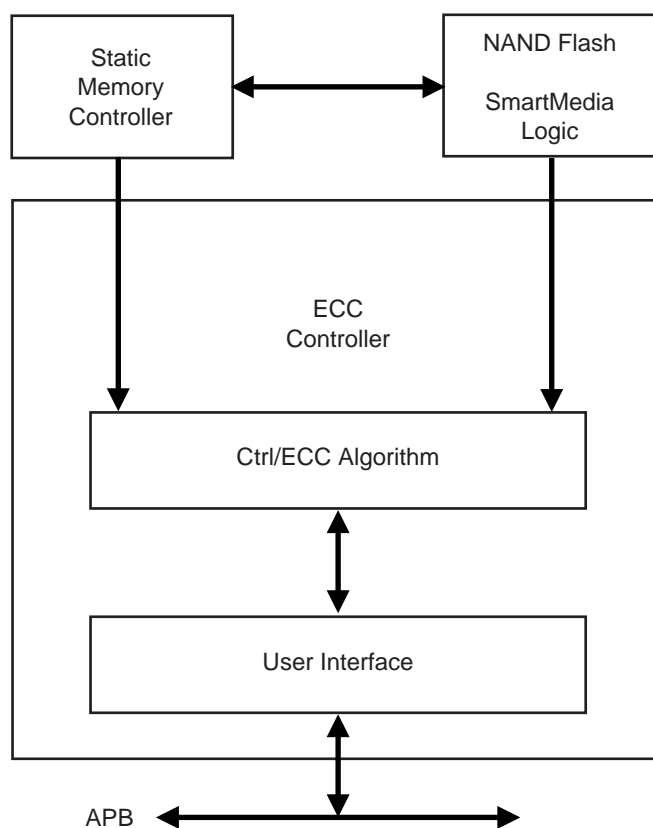 Static
Memory
Controller
NAND Flash
SmartMedia
Logic
ECC
Controller
Ctrl/ECC Algorithm
User Interface
APB